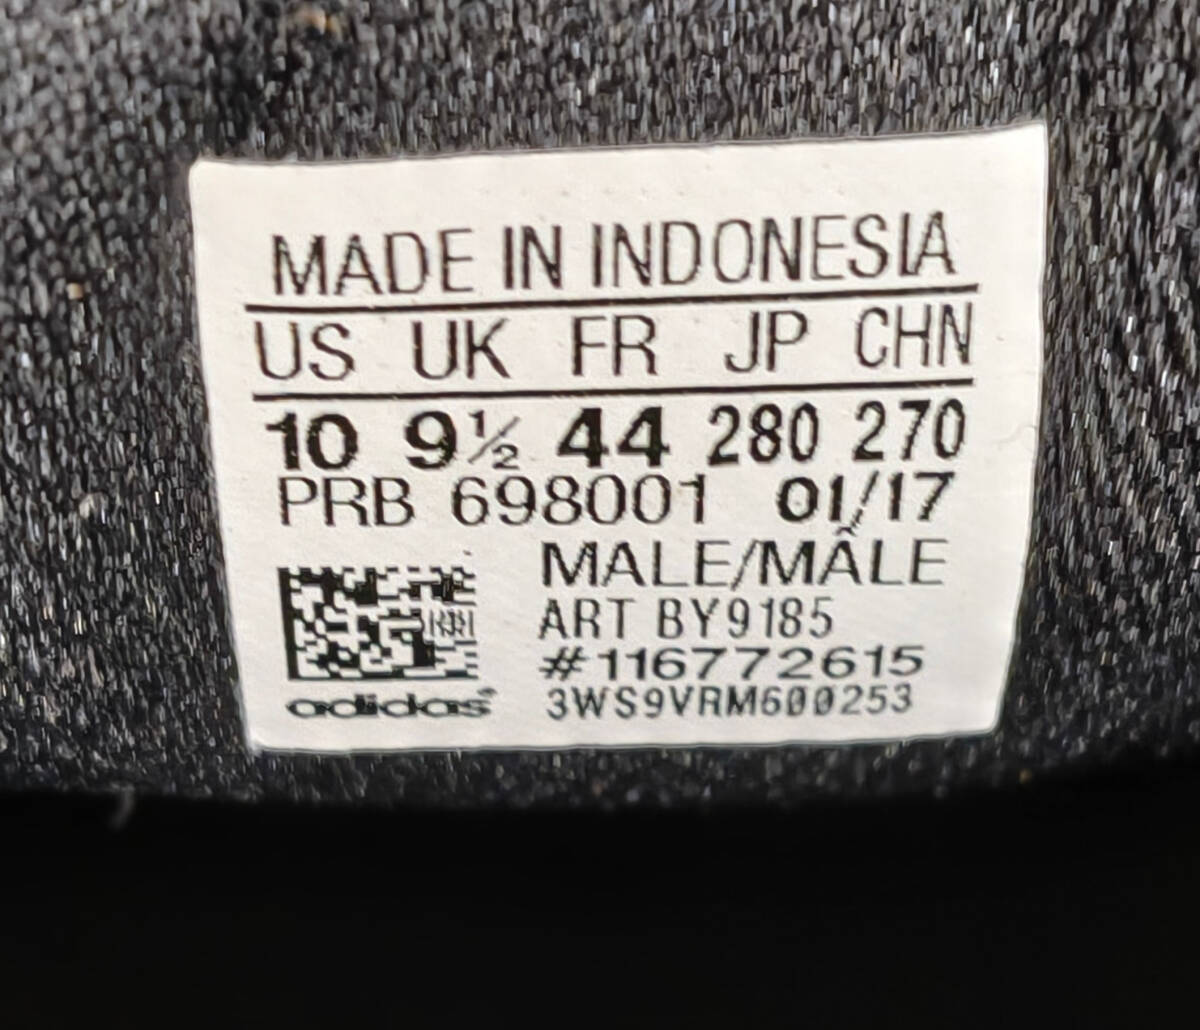 MADE IN INDONESIA
US UK FR JP CHN
10 9½ 44 280 270
PRB 698001 01/17
MALE/MÂLE
ART BY9185
#116772615
adidas® 3WS9VRM600253